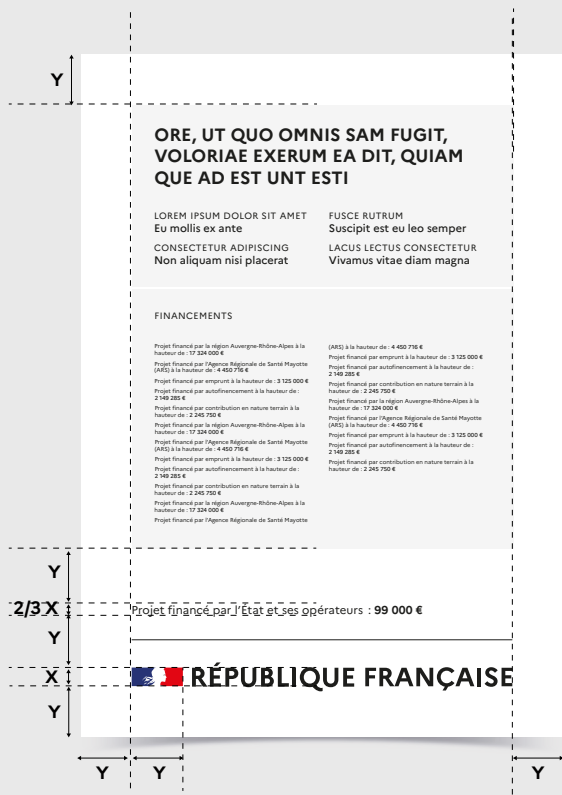 Y
ORE, UT QUO OMNIS SAM FUGIT,
VOLORIAE EXERUM EA DIT, QUIAM
QUE AD EST UNT ESTI
LOREM IPSUM DOLOR SIT AMET
Eu mollis ex ante
CONSECTETUR ADIPISCING
Non aliquam nisi placerat
FUSCE RUTRUM
Suscipit est eu leo semper
LACUS LECTUS CONSECTETUR
Vivamus vitae diam magna
FINANCEMENTS
Projet financé par la région Auvergne-Rhône-Alpes à la
hauteur de : 17 324 000 €
Projet financé par l'Agence Régionale de Santé Mayotte
(ARS) à la hauteur de : 4 450 716 €
Projet financé par emprunt à la hauteur de : 3 125 000 €
Projet financé par autofinancement à la hauteur de :
2 149 285 €
Projet financé par contribution en nature terrain à la
hauteur de : 2 245 750 €
Projet financé par la région Auvergne-Rhône-Alpes à la
hauteur de : 17 324 000 €
Projet financé par l'Agence Régionale de Santé Mayotte
(ARS) à la hauteur de : 4 450 716 €
Projet financé par emprunt à la hauteur de : 3 125 000 €
Projet financé par autofinancement à la hauteur de :
2 149 285 €
Projet financé par contribution en nature terrain à la
hauteur de : 2 245 750 €
Projet financé par la région Auvergne-Rhône-Alpes à la
hauteur de : 17 324 000 €
Projet financé par l'Agence Régionale de Santé Mayotte
(ARS) à la hauteur de : 4 450 716 €
Projet financé par emprunt à la hauteur de : 3 125 000 €
Projet financé par autofinancement à la hauteur de :
2 149 285 €
Projet financé par contribution en nature terrain à la
hauteur de : 2 245 750 €
Projet financé par la région Auvergne-Rhône-Alpes à la
hauteur de : 17 324 000 €
Projet financé par l'Agence Régionale de Santé Mayotte
(ARS) à la hauteur de : 4 450 716 €
Projet financé par emprunt à la hauteur de : 3 125 000 €
Projet financé par autofinancement à la hauteur de :
2 149 285 €
Projet financé par contribution en nature terrain à la
hauteur de : 2 245 750 €
Y
2/3 X
Projet financé par l'État et ses opérateurs : 99 000 €
Y
X
RÉPUBLIQUE FRANÇAISE
Y
Y
Y
Y